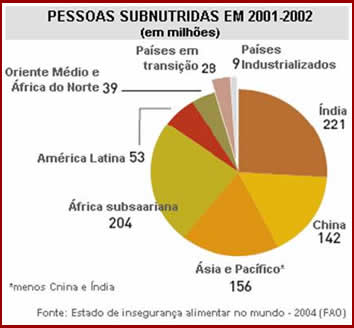 PESSOAS SUBNUTRIDAS EM 2001-2002
(em milhões)
Países em
transição 28
Países
9 Industrializados
Oriente Médio e
África do Norte 39
Índia
221
América Latina 53
África subsaariana
204
China
142
Ásia e Pacífico*
156
*menos Cnina e Índia
Fonte: Estado de insegurança alimentar no mundo - 2004 (FAO)